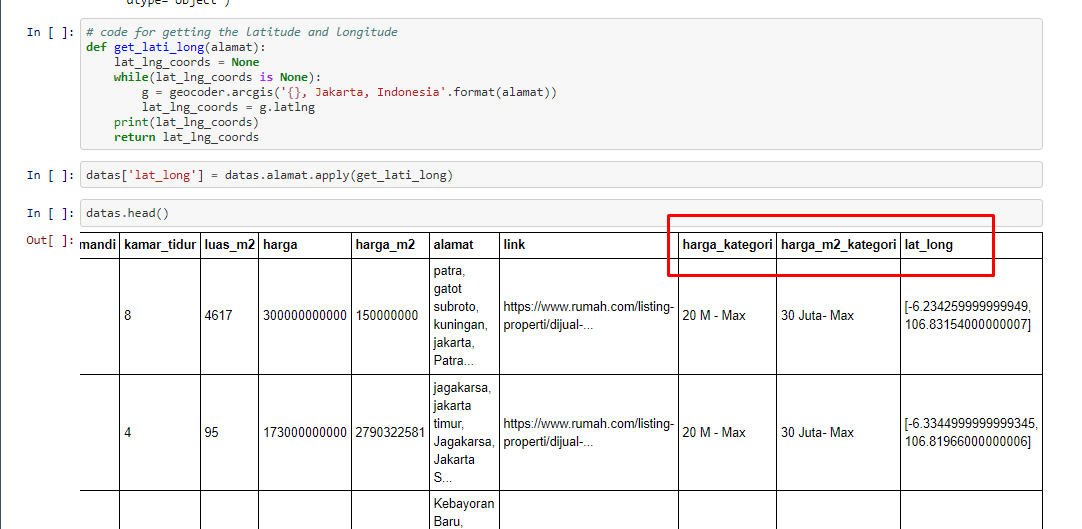 dtype='object')
In [ ]: # code for getting the latitude and longitude
def get_lati_long(alamat):
lat_lng_coords = None
while(lat_lng_coords is None):
g = geocoder.arcgis('{}, Jakarta, Indonesia'.format(alamat))
lat_lng_coords = g.latlng
print(lat_lng_coords)
return lat_lng_coords
In [ ]: datas['lat_long'] = datas.alamat.apply(get_lati_long)
In [ ]: datas.head()
Out[ ]:
mandi kamar_tidur luas_m2 harga harga_m2 alamat link harga_kategori harga_m2_kategori lat_long
8 4617 300000000000 150000000
patra,
gatot
subroto,
kuningan,
jakarta,
Patra...
https://www.rumah.com/listing-
properti/dijual-...
20 M - Max 30 Juta- Max
[-6.234259999999949,
106.83154000000007]
4 95 173000000000 2790322581
jagakarsa,
jakarta
timur,
Jagakarsa,
Jakarta
S...
https://www.rumah.com/listing-
properti/dijual-...
20 M - Max 30 Juta- Max
[-6.3344999999999345,
106.81966000000006]
Kebayoran
Baru,